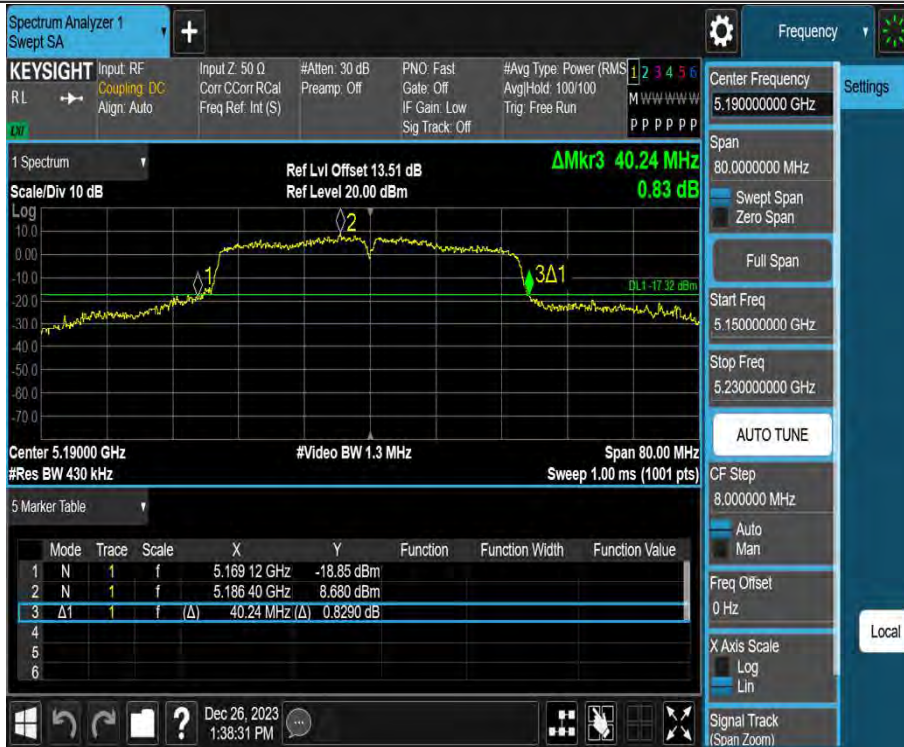 Spectrum Analyzer 1
Swept SA
+
Frequency
KEYSIGHT
RL
LXI
Input: RF
Coupling: DC
Align: Auto
Input Z: 50 Ω
Corr CCorr RCal
Freq Ref: Int (S)
#Atten: 30 dB
Preamp: Off
PNO: Fast
Gate: Off
IF Gain: Low
Sig Track: Off
#Avg Type: Power (RMS
Avg|Hold: 100/100
Trig: Free Run
1 2 3 4 5 6
M W W W W W
P P P P P P
Center Frequency
5.190000000 GHz
Settings
1 Spectrum
Scale/Div 10 dB
Ref Lvl Offset 13.51 dB
Ref Level 20.00 dBm
ΔMkr3 40.24 MHz
0.83 dB
Log
10.0
0.00
-10.0
-20.0
-30.0
-40.0
-50.0
-60.0
-70.0
1
2
3Δ1
DL1 -17.32 dBm
Center 5.19000 GHz
#Res BW 430 kHz
#Video BW 1.3 MHz
Span 80.00 MHz
Sweep 1.00 ms (1001 pts)
Span
80.0000000 MHz
Swept Span
Zero Span
Full Span
Start Freq
5.150000000 GHz
Stop Freq
5.230000000 GHz
AUTO TUNE
CF Step
8.000000 MHz
Auto
Man
Freq Offset
0 Hz
X Axis Scale
Log
Lin
Signal Track
(Span Zoom)
Local
5 Marker Table
Mode Trace Scale X Y Function Function Width Function Value
1 N 1 f 5.169 12 GHz -18.85 dBm
2 N 1 f 5.186 40 GHz 8.680 dBm
3 Δ1 1 f (Δ) 40.24 MHz (Δ) 0.8290 dB
4
5
6
?
Dec 26, 2023
1:38:31 PM